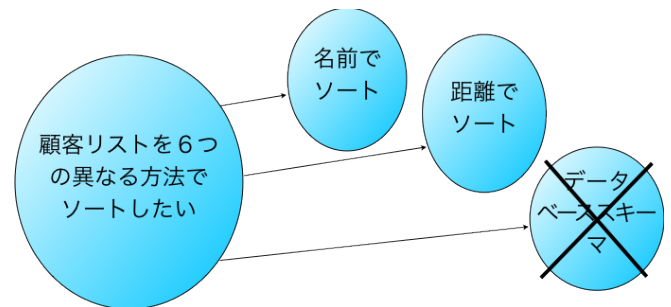 顧客リストを６つ
の異なる方法で
ソートしたい
名前で
ソート
距離で
ソート
データ
ベーススキー
マ